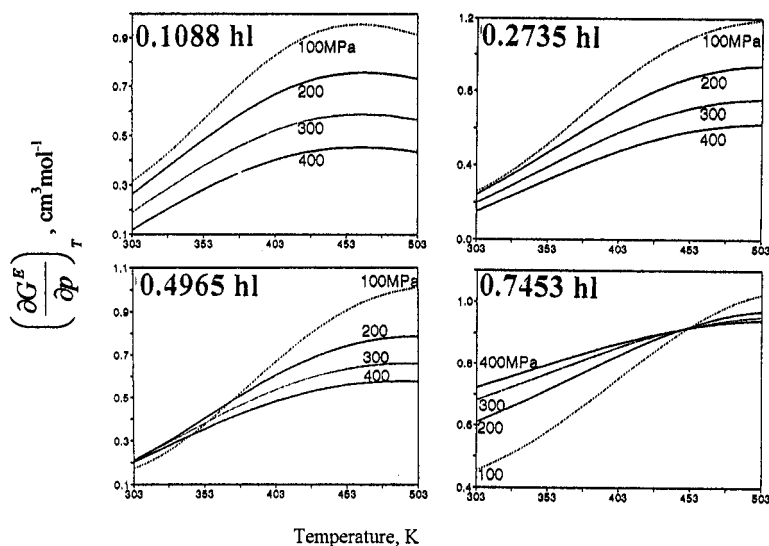 0.1088 hl
100MPa
200
300
400
0.9
0.7
0.5
0.3
0.1
303 353 403 453 503
0.2735 hl
100MPa
200
300
400
1.2
0.8
0.4
0.0
303 353 403 453 503
(∂G^E/∂p)_T , cm³mol⁻¹
0.4965 hl
100MPa
200
300
400
1.1
0.9
0.7
0.5
0.3
0.1
303 353 403 453 503
0.7453 hl
400MPa
300
200
100
1.0
0.8
0.6
0.4
303 353 403 453 503
Temperature, K